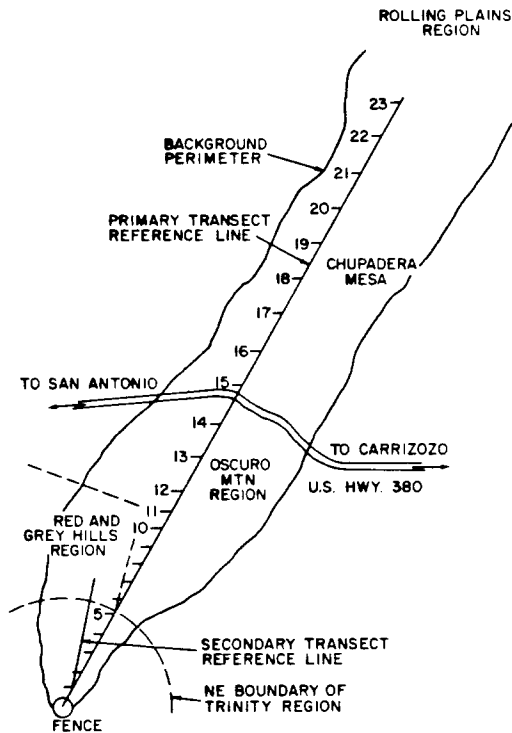 ROLLING PLAINS
REGION
23
22
BACKGROUND
PERIMETER
21
20
PRIMARY TRANSECT
REFERENCE LINE
19
CHUPADERA
MESA
18
17
16
TO SAN ANTONIO
15
14
TO CARRIZOZO
13
OSCURO
MTN
REGION
U.S. HWY. 380
12
11
RED AND
GREY HILLS
REGION
10
5
SECONDARY TRANSECT
REFERENCE LINE
NE BOUNDARY OF
TRINITY REGION
FENCE